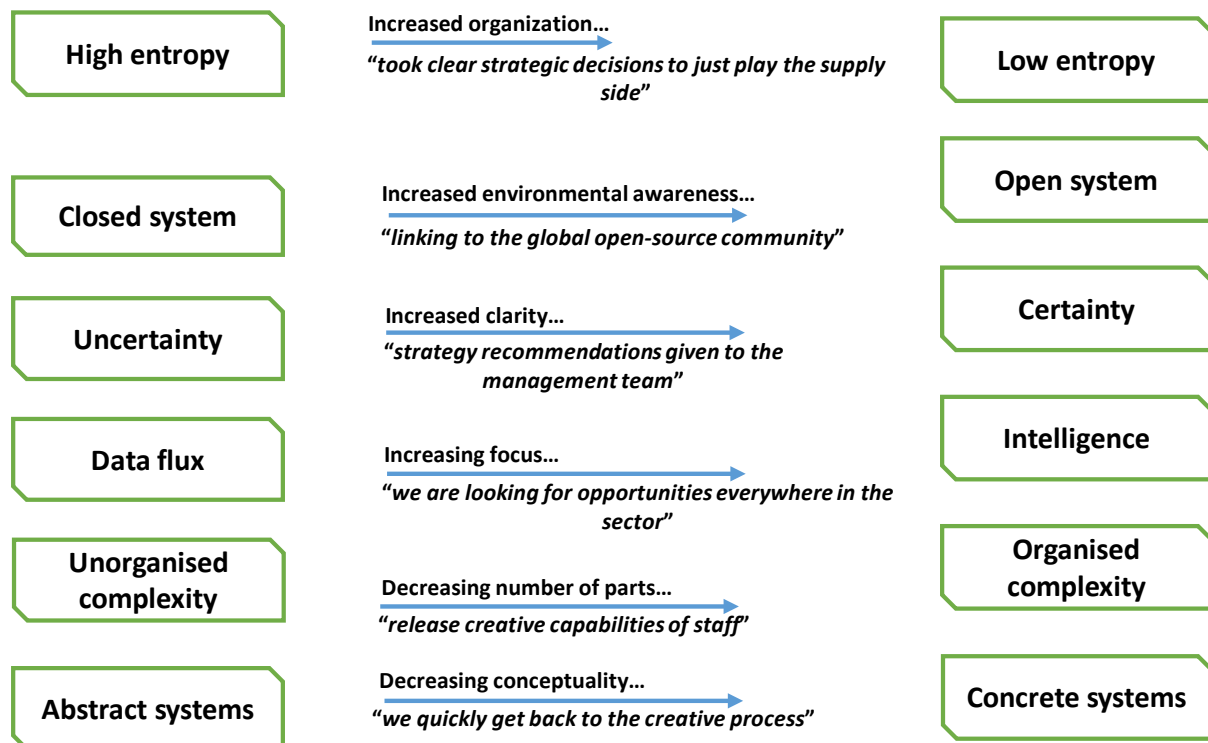 High entropy
Increased organization…
“took clear strategic decisions to just play the supply
side”
Low entropy
Closed system
Increased environmental awareness…
“linking to the global open-source community”
Open system
Uncertainty
Increased clarity…
“strategy recommendations given to the
management team”
Certainty
Data flux
Increasing focus…
“we are looking for opportunities everywhere in the
sector”
Intelligence
Unorganised
complexity
Decreasing number of parts…
“release creative capabilities of staff”
Organised
complexity
Abstract systems
Decreasing conceptuality…
“we quickly get back to the creative process”
Concrete systems